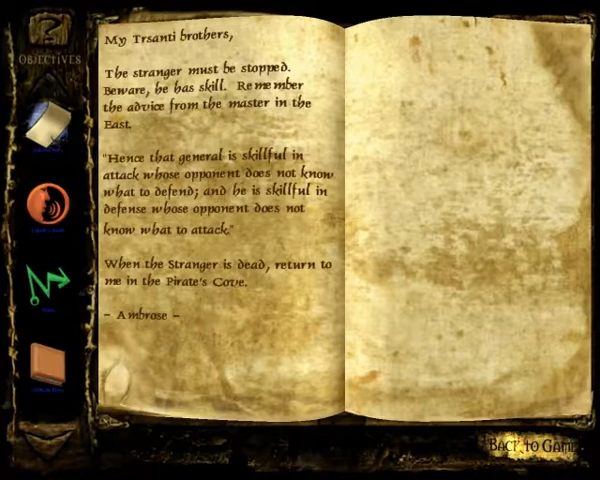 OBJECTIVES
My Trsanti brothers,
The stranger must be stopped.
Beware, he has skill. Remember
the advice from the master in the
East.
"Hence that general is skillful in
attack whose opponent does not know
what to defend; and he is skillful in
defense whose opponent does not
know what to attack."
When the Stranger is dead, return to
me in the Pirate's Cove.
- Ambrose -
BACK TO GAME